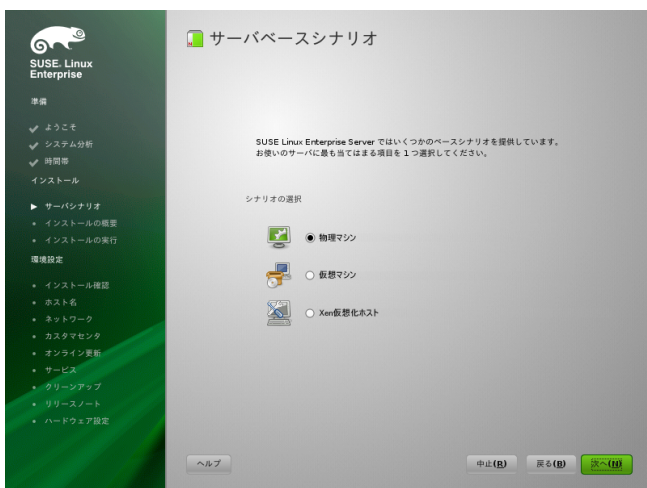 SUSE. Linux
Enterprise
準備
ようこそ
システム分析
時間帯
インストール
サーバシナリオ
インストールの概要
インストールの実行
環境設定
インストール確認
ホスト名
ネットワーク
カスタマセンタ
オンライン更新
サービス
クリーンアップ
リリースノート
ハードウェア設定
サーバベースシナリオ
SUSE Linux Enterprise Server ではいくつかのベースシナリオを提供しています。
お使いのサーバに最も当てはまる項目を 1 つ選択してください。
シナリオの選択
物理マシン
仮想マシン
Xen仮想化ホスト
ヘルプ
中止(R)
戻る(B)
次へ(N)